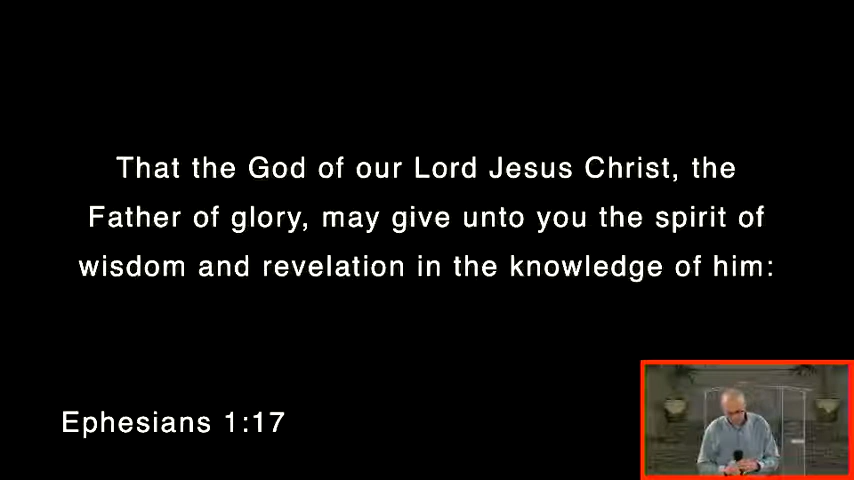 That the God of our Lord Jesus Christ, the
Father of glory, may give unto you the spirit of
wisdom and revelation in the knowledge of him:
Ephesians 1:17